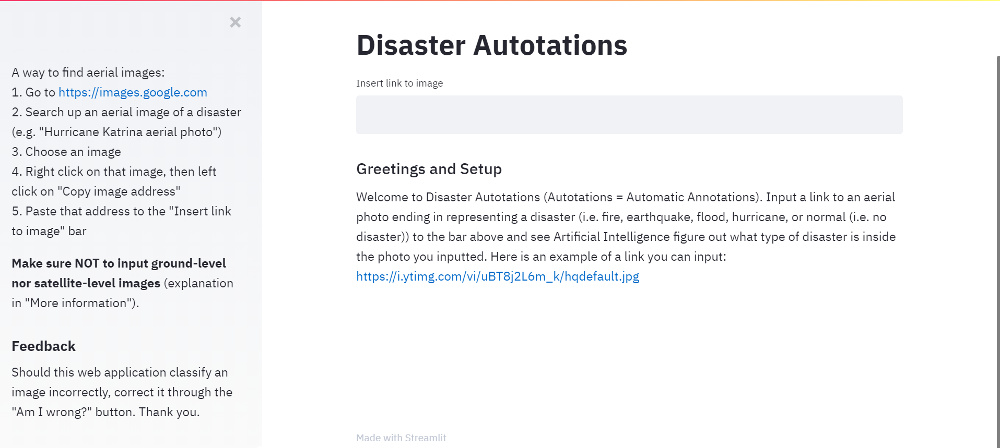 A way to find aerial images:
1. Go to https://images.google.com
2. Search up an aerial image of a disaster
(e.g. "Hurricane Katrina aerial photo")
3. Choose an image
4. Right click on that image, then left
click on "Copy image address"
5. Paste that address to the "Insert link
to image" bar
Make sure NOT to input ground-level
nor satellite-level images (explanation
in "More information").
Feedback
Should this web application classify an
image incorrectly, correct it through the
"Am I wrong?" button. Thank you.
Disaster Autotations
Insert link to image
Greetings and Setup
Welcome to Disaster Autotations (Autotations = Automatic Annotations). Input a link to an aerial
photo ending in representing a disaster (i.e. fire, earthquake, flood, hurricane, or normal (i.e. no
disaster)) to the bar above and see Artificial Intelligence figure out what type of disaster is inside
the photo you inputted. Here is an example of a link you can input:
https://i.ytimg.com/vi/uBT8j2L6m_k/hqdefault.jpg
Made with Streamlit